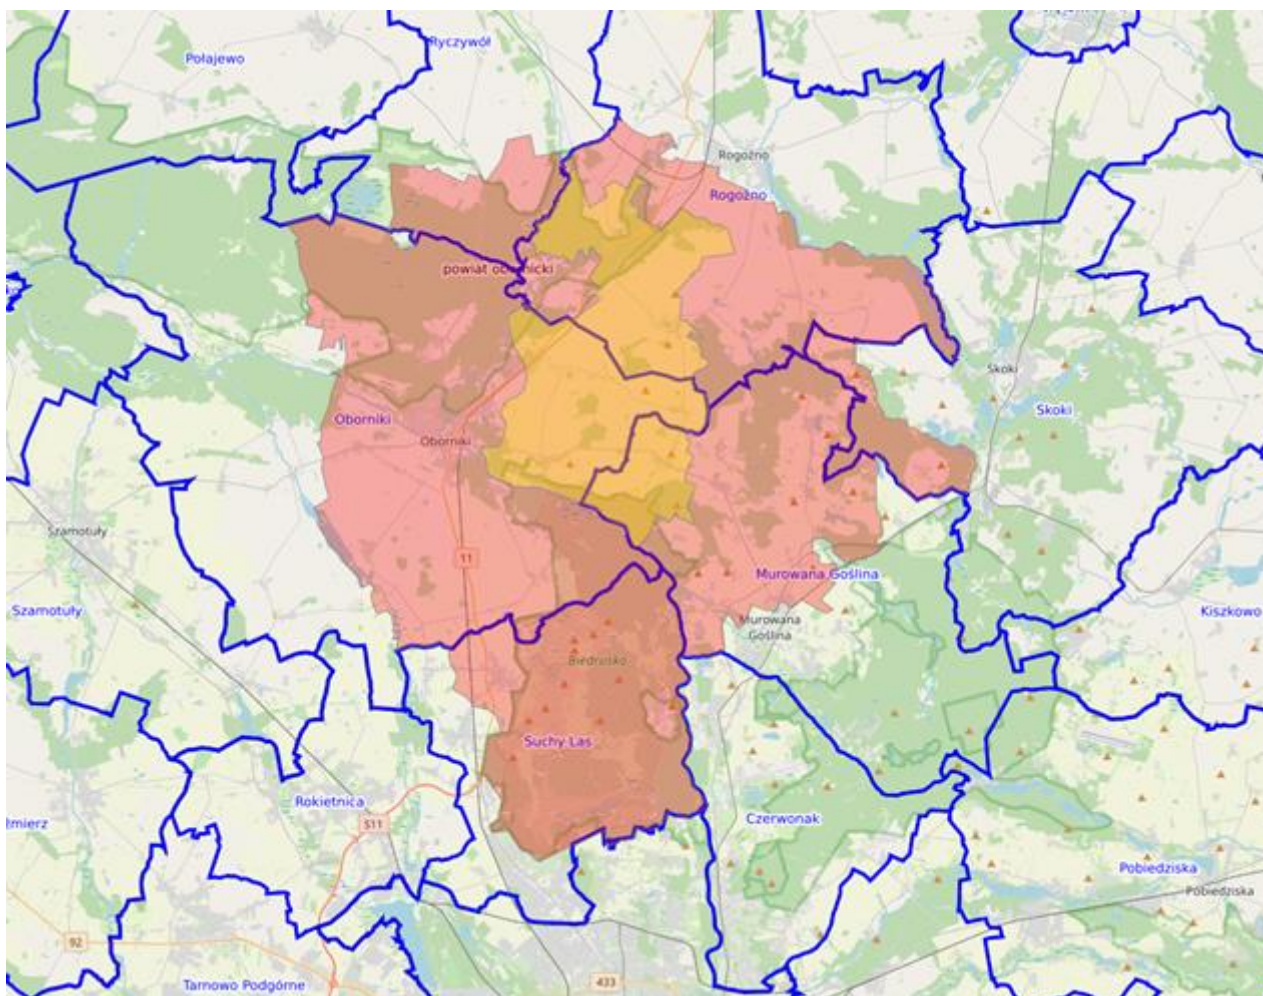 Ryczywół
Połajewo
Rogoźno
Rogoźno
powiat obornicki
Skoki
Skoki
Oborniki
Oborniki
Szamotuły
11
Murowana Goślina
Szamotuły
Kiszkowo
Murowana
Goślina
Biedrusko
Suchy Las
Rokietnica
S11
Czerwonak
Pobiedziska
Pobiedziska
92
433
Tarnowo Podgórne